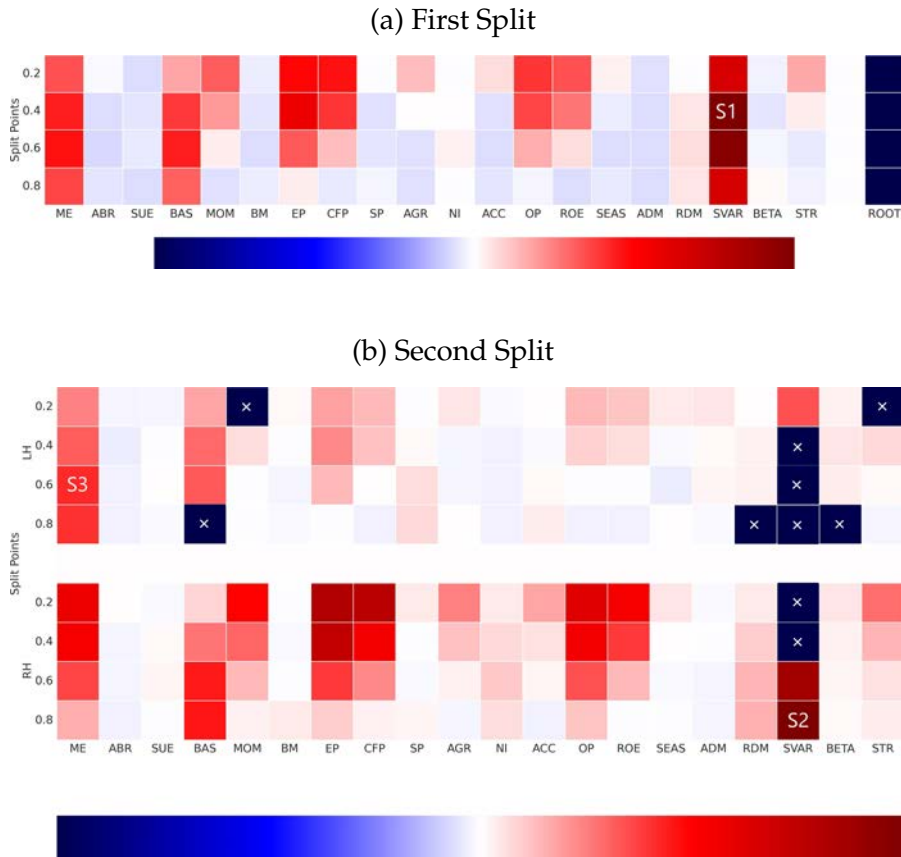 (a) First Split
Split Points
0.2
0.4
0.6
0.8
S1
ME ABR SUE BAS MOM BM EP CFP SP AGR NI ACC OP ROE SEAS ADM RDM SVAR BETA STR ROOT
(b) Second Split
Split Points
LH
0.2 × ×
0.4 ×
0.6 S3 ×
0.8 × × × ×
RH
0.2 ×
0.4 ×
0.6
0.8 S2
ME ABR SUE BAS MOM BM EP CFP SP AGR NI ACC OP ROE SEAS ADM RDM SVAR BETA STR